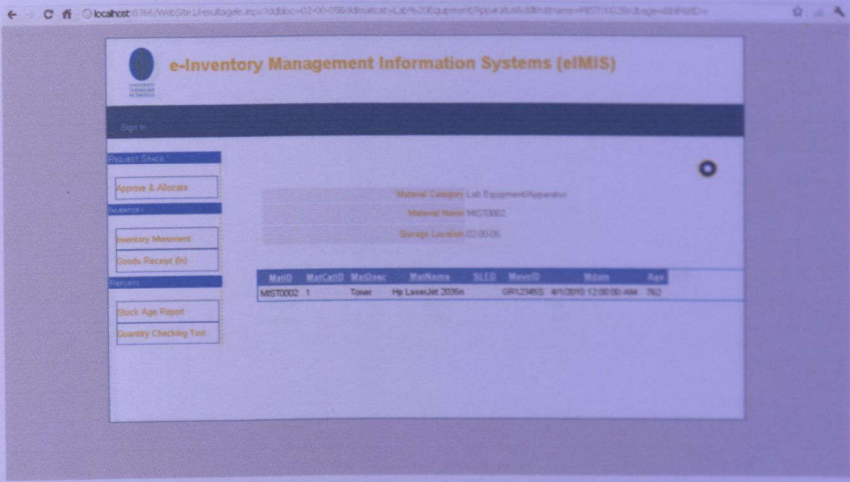 localhost
e-Inventory Management Information Systems (eIMIS)
Sign In
Approve & Allocate
Inventory Movement
Goods Receipt (In)
REPORTS
Stock Age Report
Quantity Checking Tool
Material Category Lab Equipment/Apparatus
Material Name MIST0002
Storage Location 02-00-05
MatID MatCatID MatDesc MatName SLED MoveID Mdate Age
MIST0002 1 Toner Hp LaserJet 2035n 4/1/2010 12:00:00 AM 762